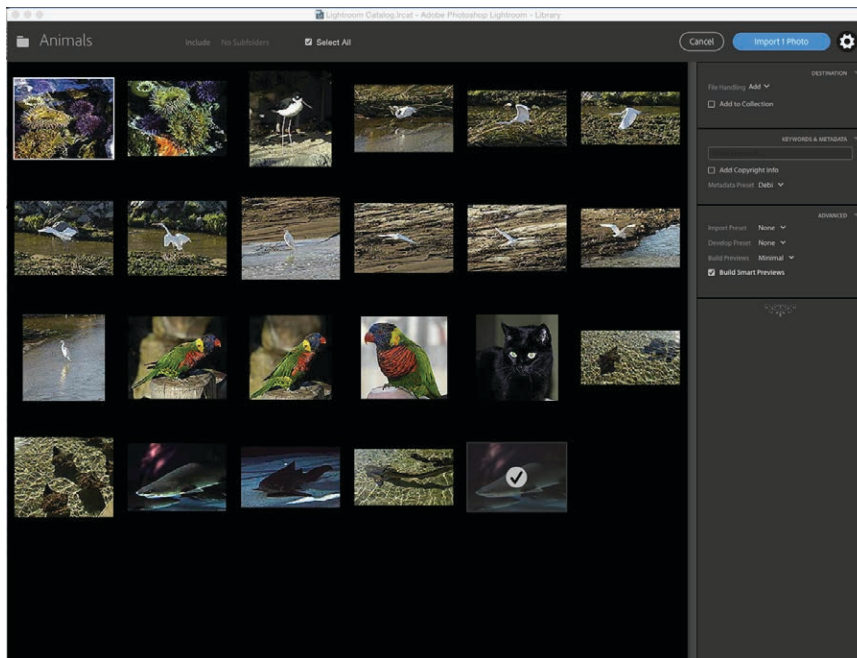 Lightroom Catalog.lrcat - Adobe Photoshop Lightroom - Library
Animals
Include No Subfolders
Select All
Cancel
Import 1 Photo
DESTINATION
File Handling Add
Add to Collection
KEYWORDS & METADATA
Add Copyright Info
Metadata Preset Debi
ADVANCED
Import Preset None
Develop Preset None
Build Previews Minimal
Build Smart Previews